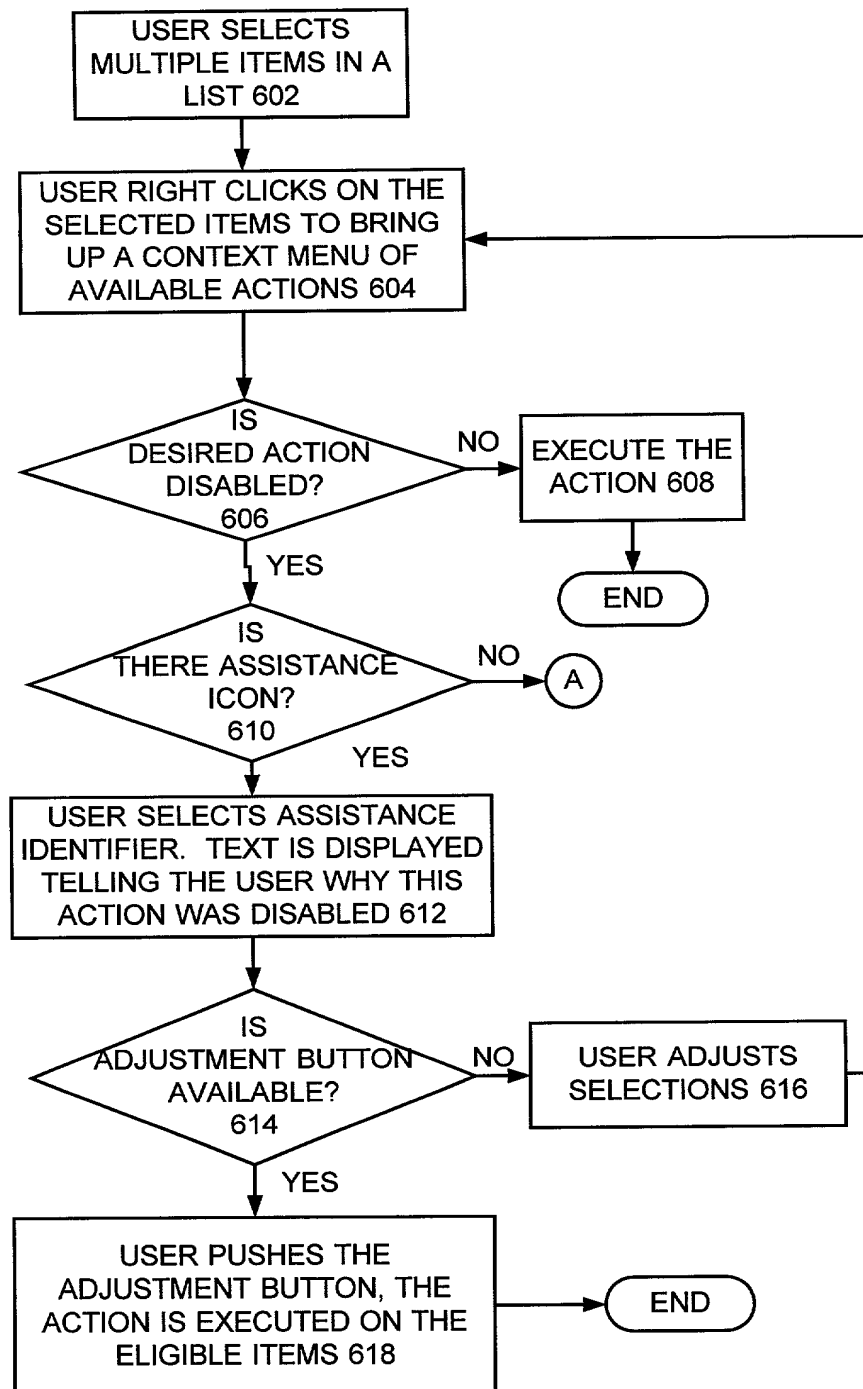 USER SELECTS
MULTIPLE ITEMS IN A
LIST 602
USER RIGHT CLICKS ON THE
SELECTED ITEMS TO BRING
UP A CONTEXT MENU OF
AVAILABLE ACTIONS 604
IS
DESIRED ACTION
DISABLED?
606
NO
EXECUTE THE
ACTION 608
END
YES
IS
THERE ASSISTANCE
ICON?
610
NO
A
YES
USER SELECTS ASSISTANCE
IDENTIFIER. TEXT IS DISPLAYED
TELLING THE USER WHY THIS
ACTION WAS DISABLED 612
IS
ADJUSTMENT BUTTON
AVAILABLE?
614
NO
USER ADJUSTS
SELECTIONS 616
YES
USER PUSHES THE
ADJUSTMENT BUTTON, THE
ACTION IS EXECUTED ON THE
ELIGIBLE ITEMS 618
END